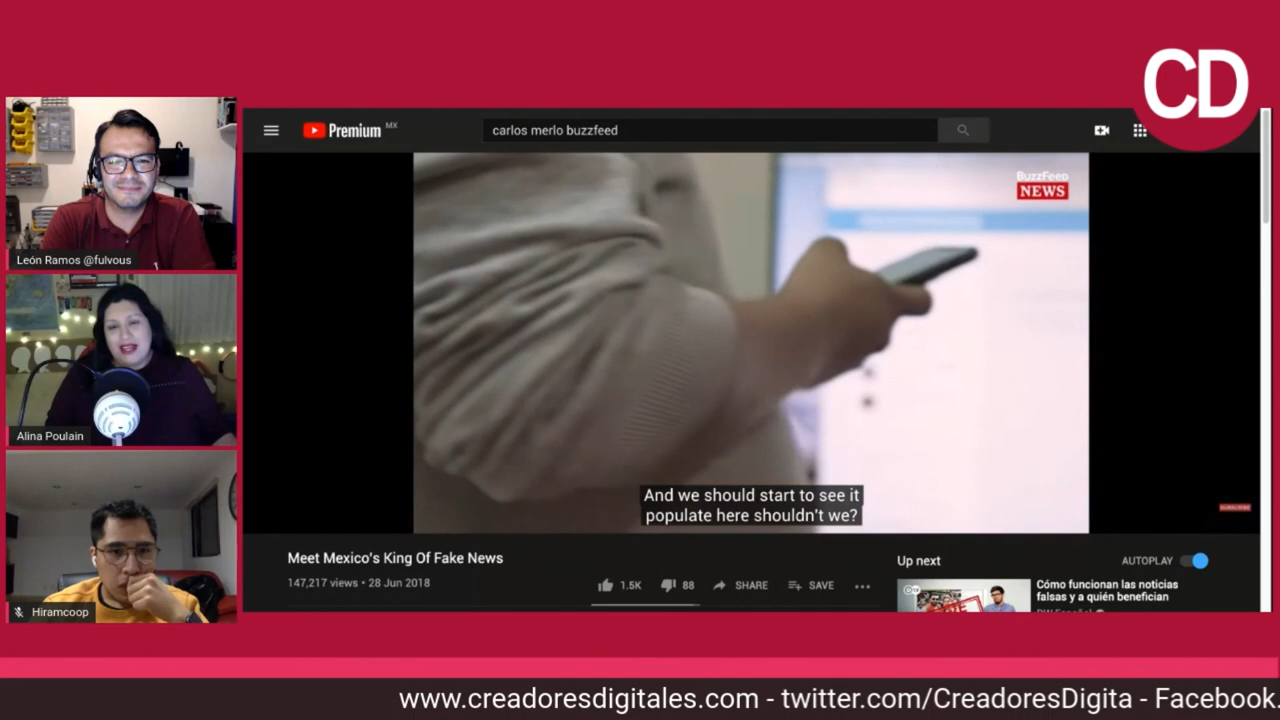 CD
León Ramos @fulvous
Alina Poulain
Hiramcoop
Premium MX
carlos merlo buzzfeed
BuzzFeed
NEWS
And we should start to see it
populate here shouldn't we?
SUBSCRIBE
Meet Mexico's King Of Fake News
147,217 views • 28 Jun 2018
1.5K
88
SHARE
SAVE
Up next
AUTOPLAY
Cómo funcionan las noticias
falsas y a quién benefician
DW Español
www.creadoresdigitales.com - twitter.com/CreadoresDigita - Facebook.